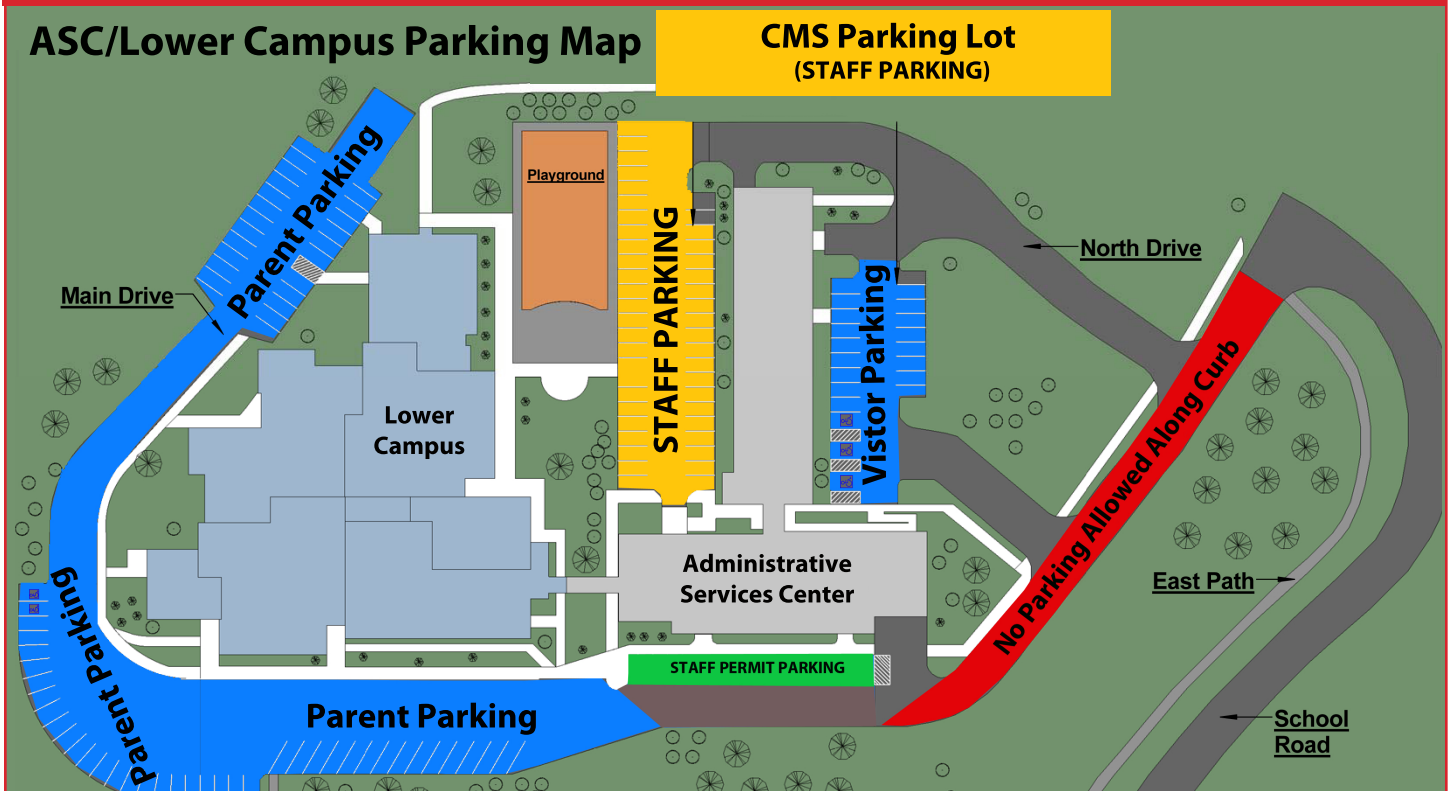 ASC/Lower Campus Parking Map
CMS Parking Lot
(STAFF PARKING)
Parent Parking
Playground
STAFF PARKING
North Drive
Main Drive
Vistor Parking
Lower
Campus
No Parking Allowed Along Curb
Administrative
Services Center
East Path
Parent Parking
STAFF PERMIT PARKING
Parent Parking
School
Road